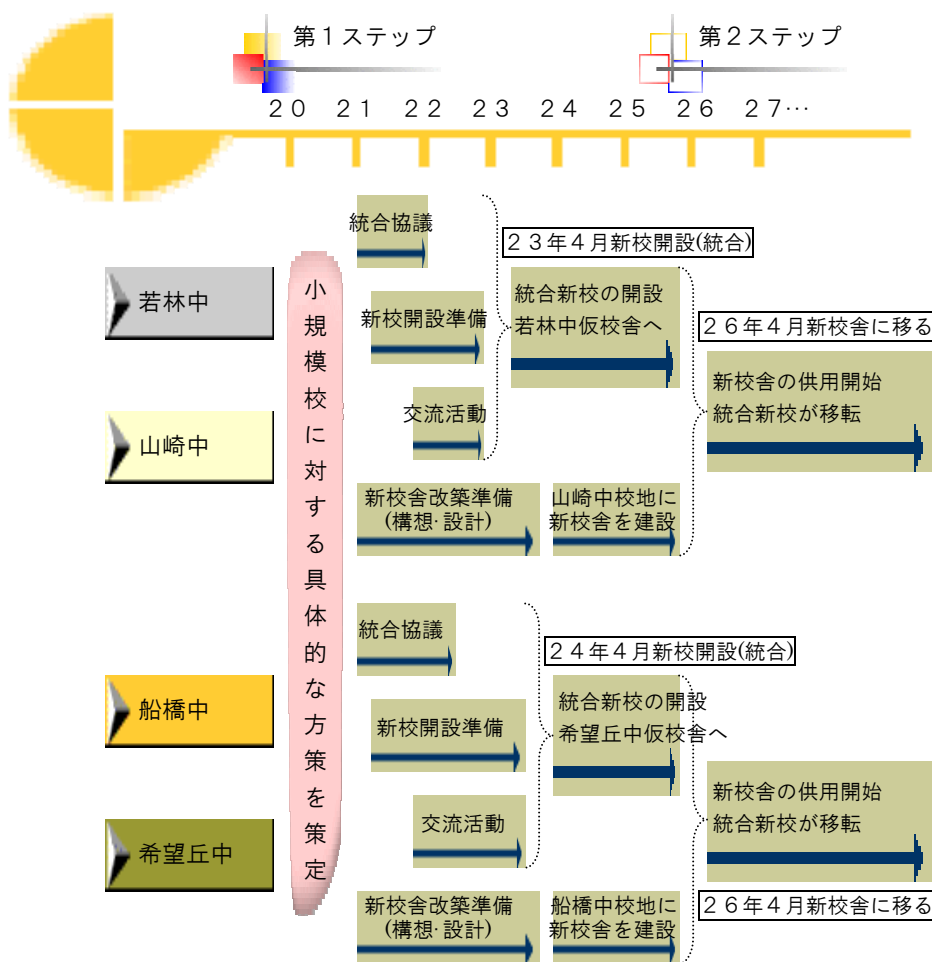 第１ステップ
第２ステップ
２０　２１　２２　２３　２４　２５　２６　２７…
若林中
山崎中
船橋中
希望丘中
小規模校に対する具体的な方策を策定
統合協議
新校開設準備
交流活動
新校舎改築準備
(構想･設計)
２３年４月新校開設(統合)
統合新校の開設
若林中仮校舎へ
山崎中校地に
新校舎を建設
２６年４月新校舎に移る
新校舎の供用開始
統合新校が移転
統合協議
新校開設準備
交流活動
新校舎改築準備
(構想･設計)
２４年４月新校開設(統合)
統合新校の開設
希望丘中仮校舎へ
船橋中校地に
新校舎を建設
新校舎の供用開始
統合新校が移転
２６年４月新校舎に移る